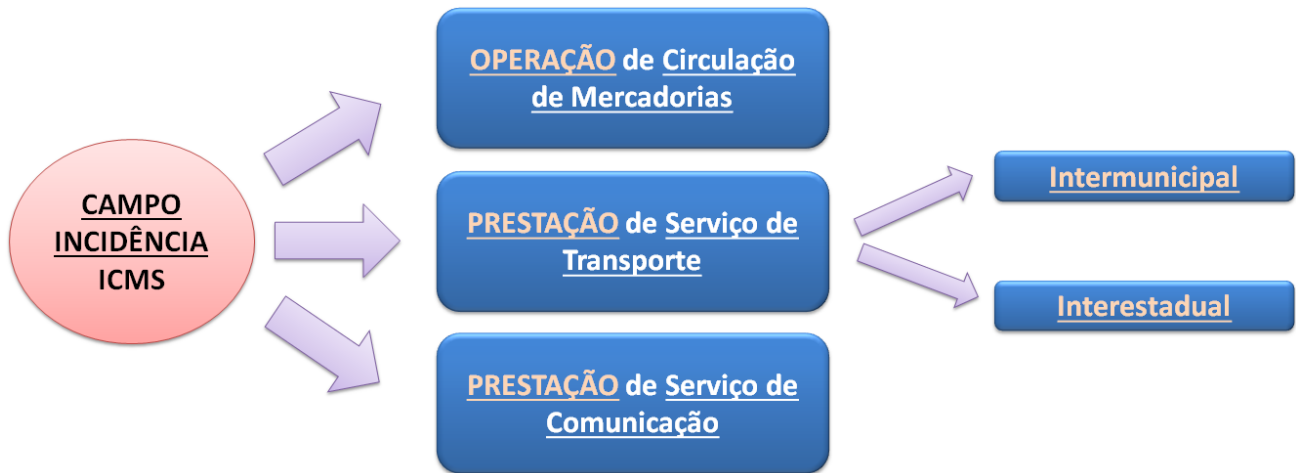 CAMPO
INCIDÊNCIA
ICMS
OPERAÇÃO de Circulação
de Mercadorias
PRESTAÇÃO de Serviço de
Transporte
Intermunicipal
Interestadual
PRESTAÇÃO de Serviço de
Comunicação